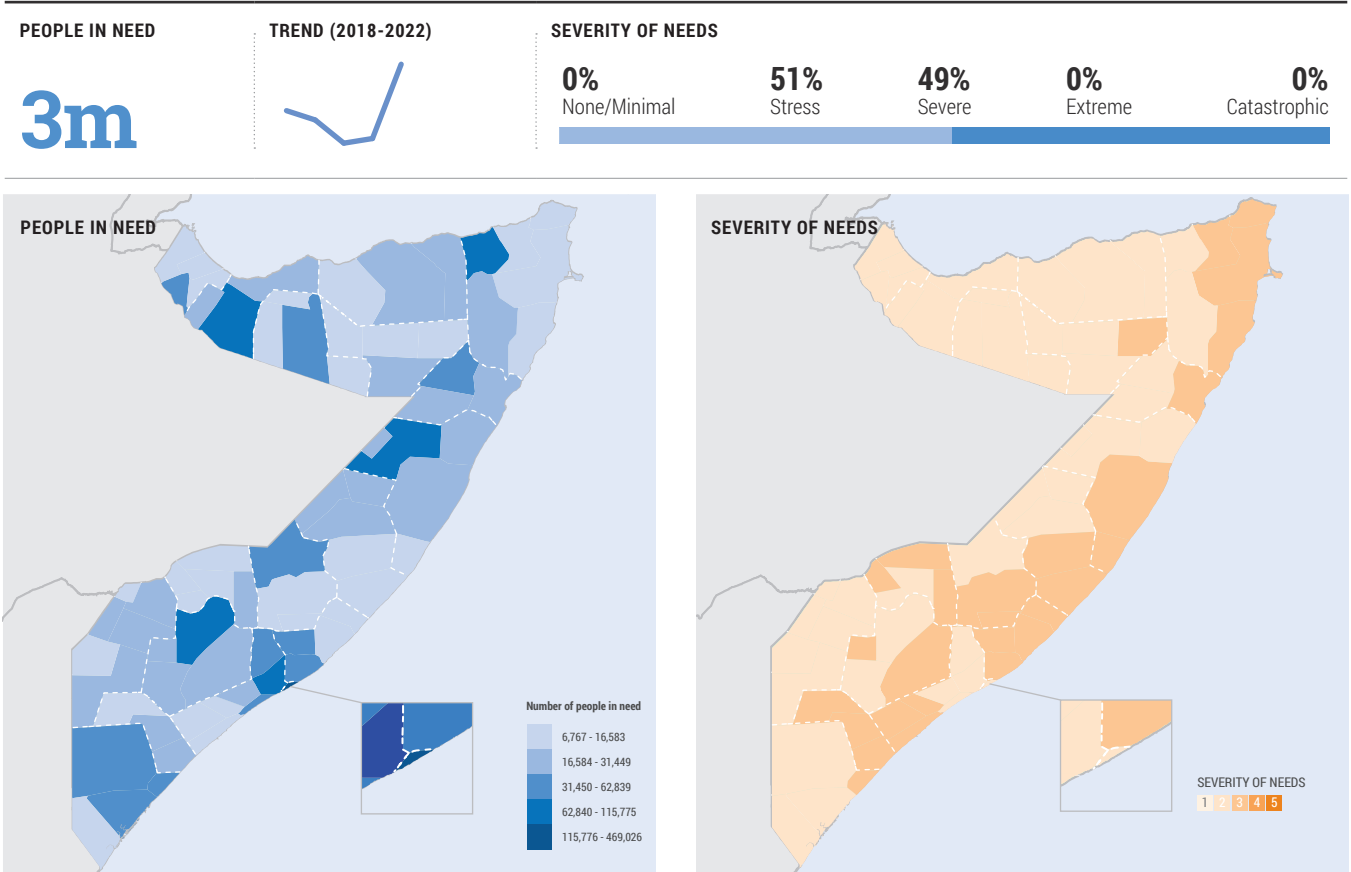 PEOPLE IN NEED
3m
TREND (2018-2022)
SEVERITY OF NEEDS
0% 51% 49% 0% 0%
None/Minimal Stress Severe Extreme Catastrophic
PEOPLE IN NEED
Number of people in need
6,767 - 16,583
16,584 - 31,449
31,450 - 62,839
62,840 - 115,775
115,776 - 469,026
SEVERITY OF NEEDS
SEVERITY OF NEEDS
1 2 3 4 5